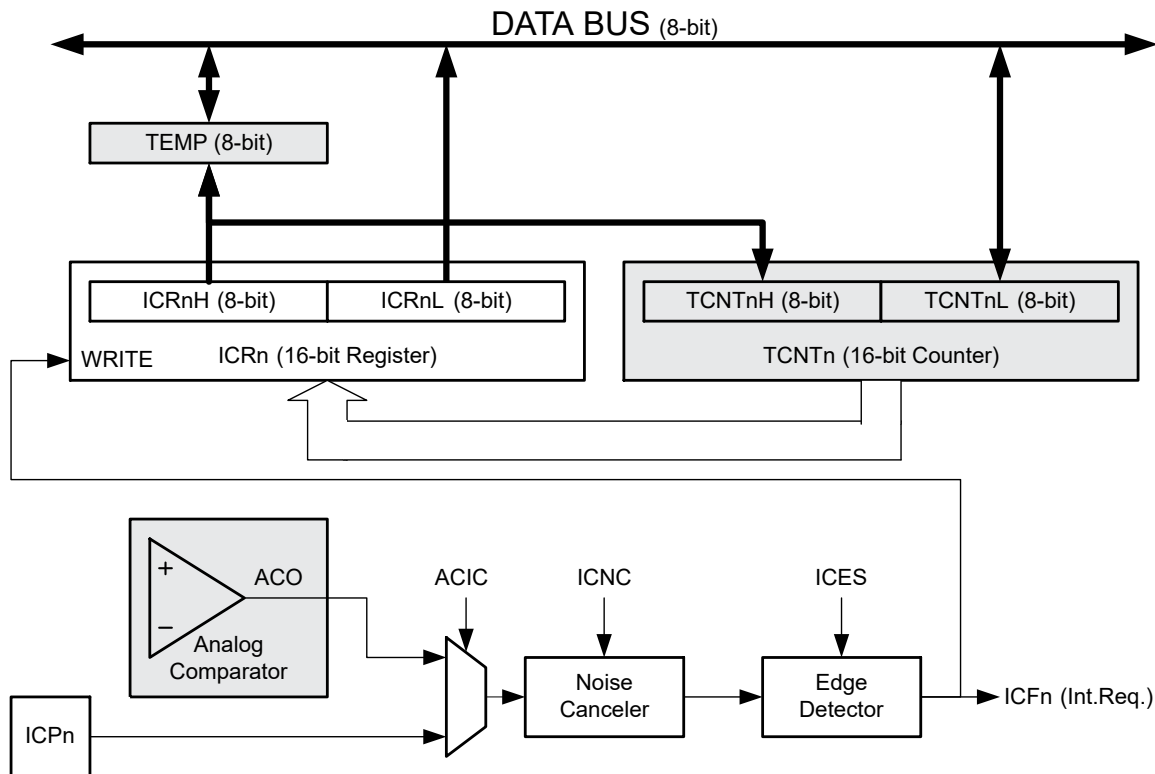 DATA BUS (8-bit)
TEMP (8-bit)
ICRnH (8-bit)
ICRnL (8-bit)
TCNTnH (8-bit)
TCNTnL (8-bit)
WRITE
ICRn (16-bit Register)
TCNTn (16-bit Counter)
+
ACO
ACIC
ICNC
ICES
−
Analog
Comparator
Noise
Canceler
Edge
Detector
ICFn (Int.Req.)
ICPn